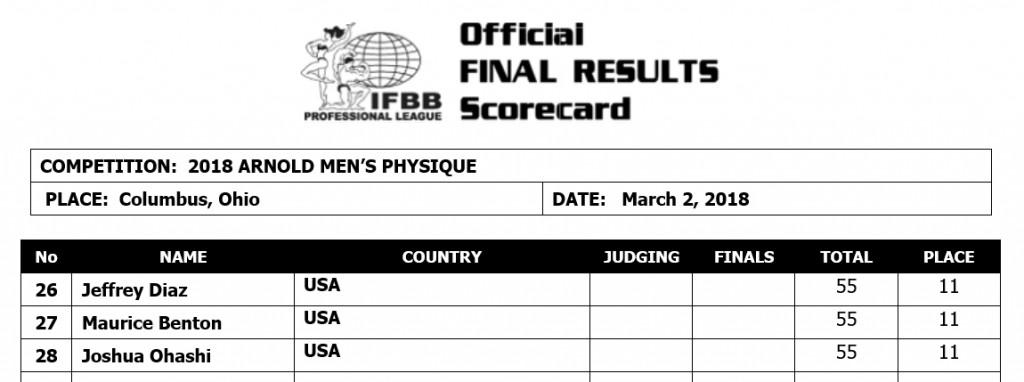 Official
FINAL RESULTS
Scorecard
IFBB
PROFESSIONAL LEAGUE
COMPETITION: 2018 ARNOLD MEN’S PHYSIQUE
PLACE: Columbus, Ohio DATE: March 2, 2018
No NAME COUNTRY JUDGING FINALS TOTAL PLACE
26 Jeffrey Diaz USA 55 11
27 Maurice Benton USA 55 11
28 Joshua Ohashi USA 55 11